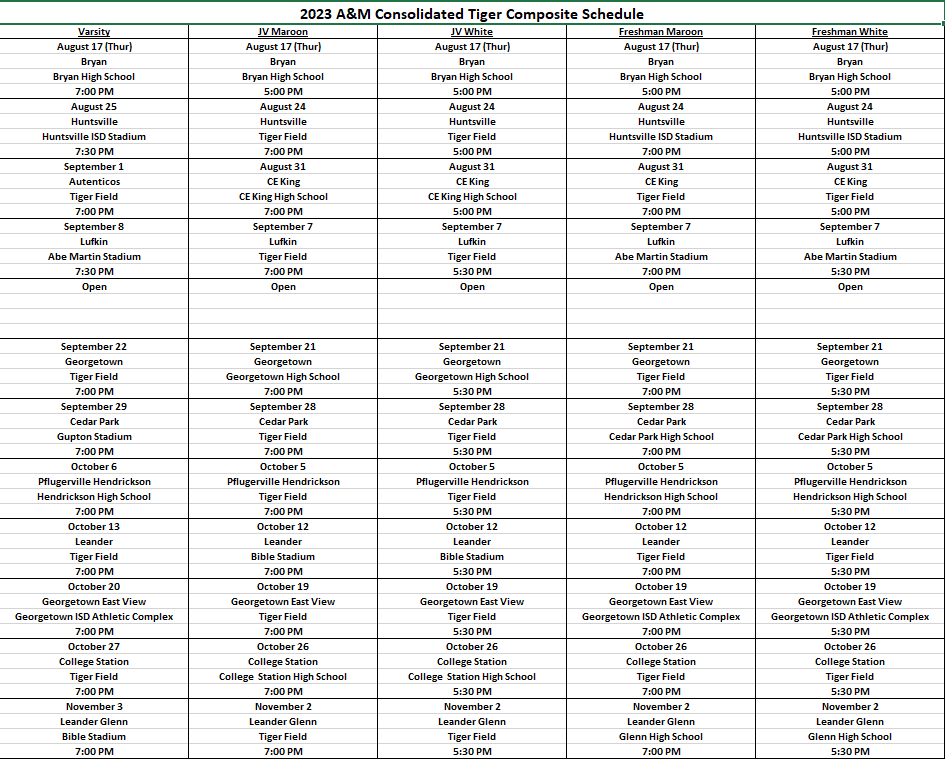 2023 A&M Consolidated Tiger Composite Schedule
Varsity JV Maroon JV White Freshman Maroon Freshman White
August 17 (Thur) August 17 (Thur) August 17 (Thur) August 17 (Thur) August 17 (Thur)
Bryan Bryan Bryan Bryan Bryan
Bryan High School Bryan High School Bryan High School Bryan High School Bryan High School
7:00 PM 5:00 PM 5:00 PM 5:00 PM 5:00 PM
August 25 August 24 August 24 August 24 August 24
Huntsville Huntsville Huntsville Huntsville Huntsville
Huntsville ISD Stadium Tiger Field Tiger Field Huntsville ISD Stadium Huntsville ISD Stadium
7:30 PM 7:00 PM 5:00 PM 7:00 PM 5:00 PM
September 1 August 31 August 31 August 31 August 31
Autenticos CE King CE King CE King CE King
Tiger Field CE King High School CE King High School Tiger Field Tiger Field
7:00 PM 7:00 PM 5:00 PM 7:00 PM 5:00 PM
September 8 September 7 September 7 September 7 September 7
Lufkin Lufkin Lufkin Lufkin Lufkin
Abe Martin Stadium Tiger Field Tiger Field Abe Martin Stadium Abe Martin Stadium
7:30 PM 7:00 PM 5:30 PM 7:00 PM 5:30 PM
Open Open Open Open Open
September 22 September 21 September 21 September 21 September 21
Georgetown Georgetown Georgetown Georgetown Georgetown
Tiger Field Georgetown High School Georgetown High School Tiger Field Tiger Field
7:00 PM 7:00 PM 5:30 PM 7:00 PM 5:30 PM
September 29 September 28 September 28 September 28 September 28
Cedar Park Cedar Park Cedar Park Cedar Park Cedar Park
Gupton Stadium Tiger Field Tiger Field Cedar Park High School Cedar Park High School
7:00 PM 7:00 PM 5:30 PM 7:00 PM 5:30 PM
October 6 October 5 October 5 October 5 October 5
Pflugerville Hendrickson Pflugerville Hendrickson Pflugerville Hendrickson Pflugerville Hendrickson Pflugerville Hendrickson
Hendrickson High School Tiger Field Tiger Field Hendrickson High School Hendrickson High School
7:00 PM 7:00 PM 5:30 PM 7:00 PM 5:30 PM
October 13 October 12 October 12 October 12 October 12
Leander Leander Leander Leander Leander
Tiger Field Bible Stadium Bible Stadium Tiger Field Tiger Field
7:00 PM 7:00 PM 5:30 PM 7:00 PM 5:30 PM
October 20 October 19 October 19 October 19 October 19
Georgetown East View Georgetown East View Georgetown East View Georgetown East View Georgetown East View
Georgetown ISD Athletic Complex Tiger Field Tiger Field Georgetown ISD Athletic Complex Georgetown ISD Athletic Complex
7:00 PM 7:00 PM 5:30 PM 7:00 PM 5:30 PM
October 27 October 26 October 26 October 26 October 26
College Station College Station College Station College Station College Station
Tiger Field College Station High School College Station High School Tiger Field Tiger Field
7:00 PM 7:00 PM 5:30 PM 7:00 PM 5:30 PM
November 3 November 2 November 2 November 2 November 2
Leander Glenn Leander Glenn Leander Glenn Leander Glenn Leander Glenn
Bible Stadium Tiger Field Tiger Field Glenn High School Glenn High School
7:00 PM 7:00 PM 5:30 PM 7:00 PM 5:30 PM